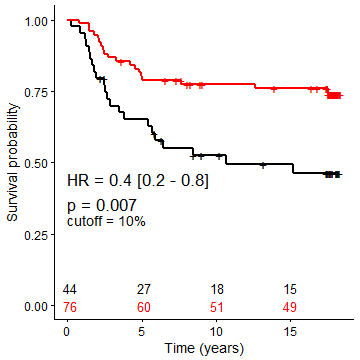 Survival probability
1.00
0.75
0.50
0.25
0.00
HR = 0.4 [0.2 - 0.8]
p = 0.007
cutoff = 10%
44 27 18 15
76 60 51 49
0 5 10 15
Time (years)